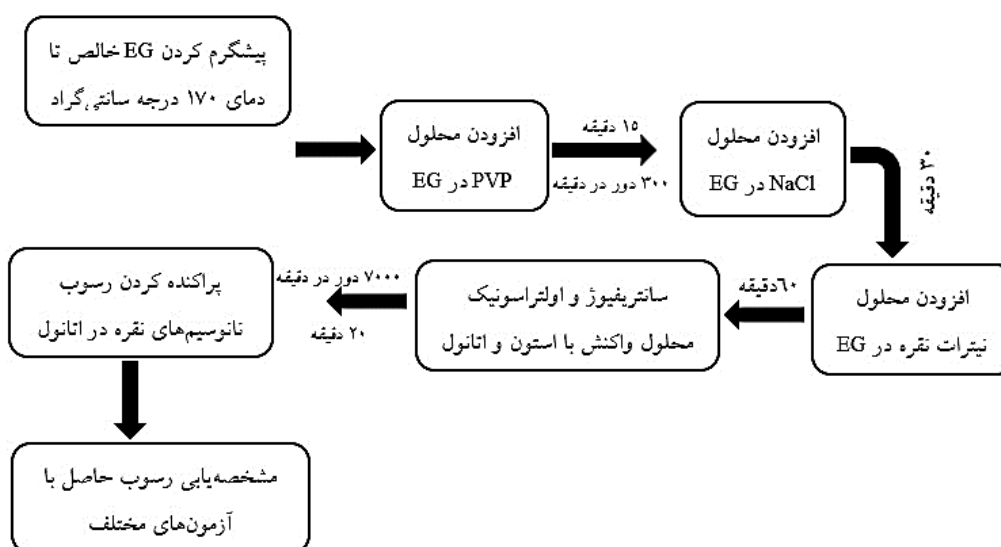 پیشگرم کردن EG خالص تا
دمای ۱۷۰ درجه سانتی‌گراد
افزودن محلول
PVP در EG
۱۵ دقیقه
۳۰۰ دور در دقیقه
افزودن محلول
NaCl در EG
۳۰ دقیقه
افزودن محلول
نیترات نقره در EG
۶۰دقیقه
سانتریفیوژ و اولتراسونیک
محلول واکنش با استون و اتانول
۷۰۰۰ دور در دقیقه
۲۰ دقیقه
پراکنده کردن رسوب
نانوسیم‌های نقره در اتانول
مشخصه‌یابی رسوب حاصل با
آزمون‌های مختلف